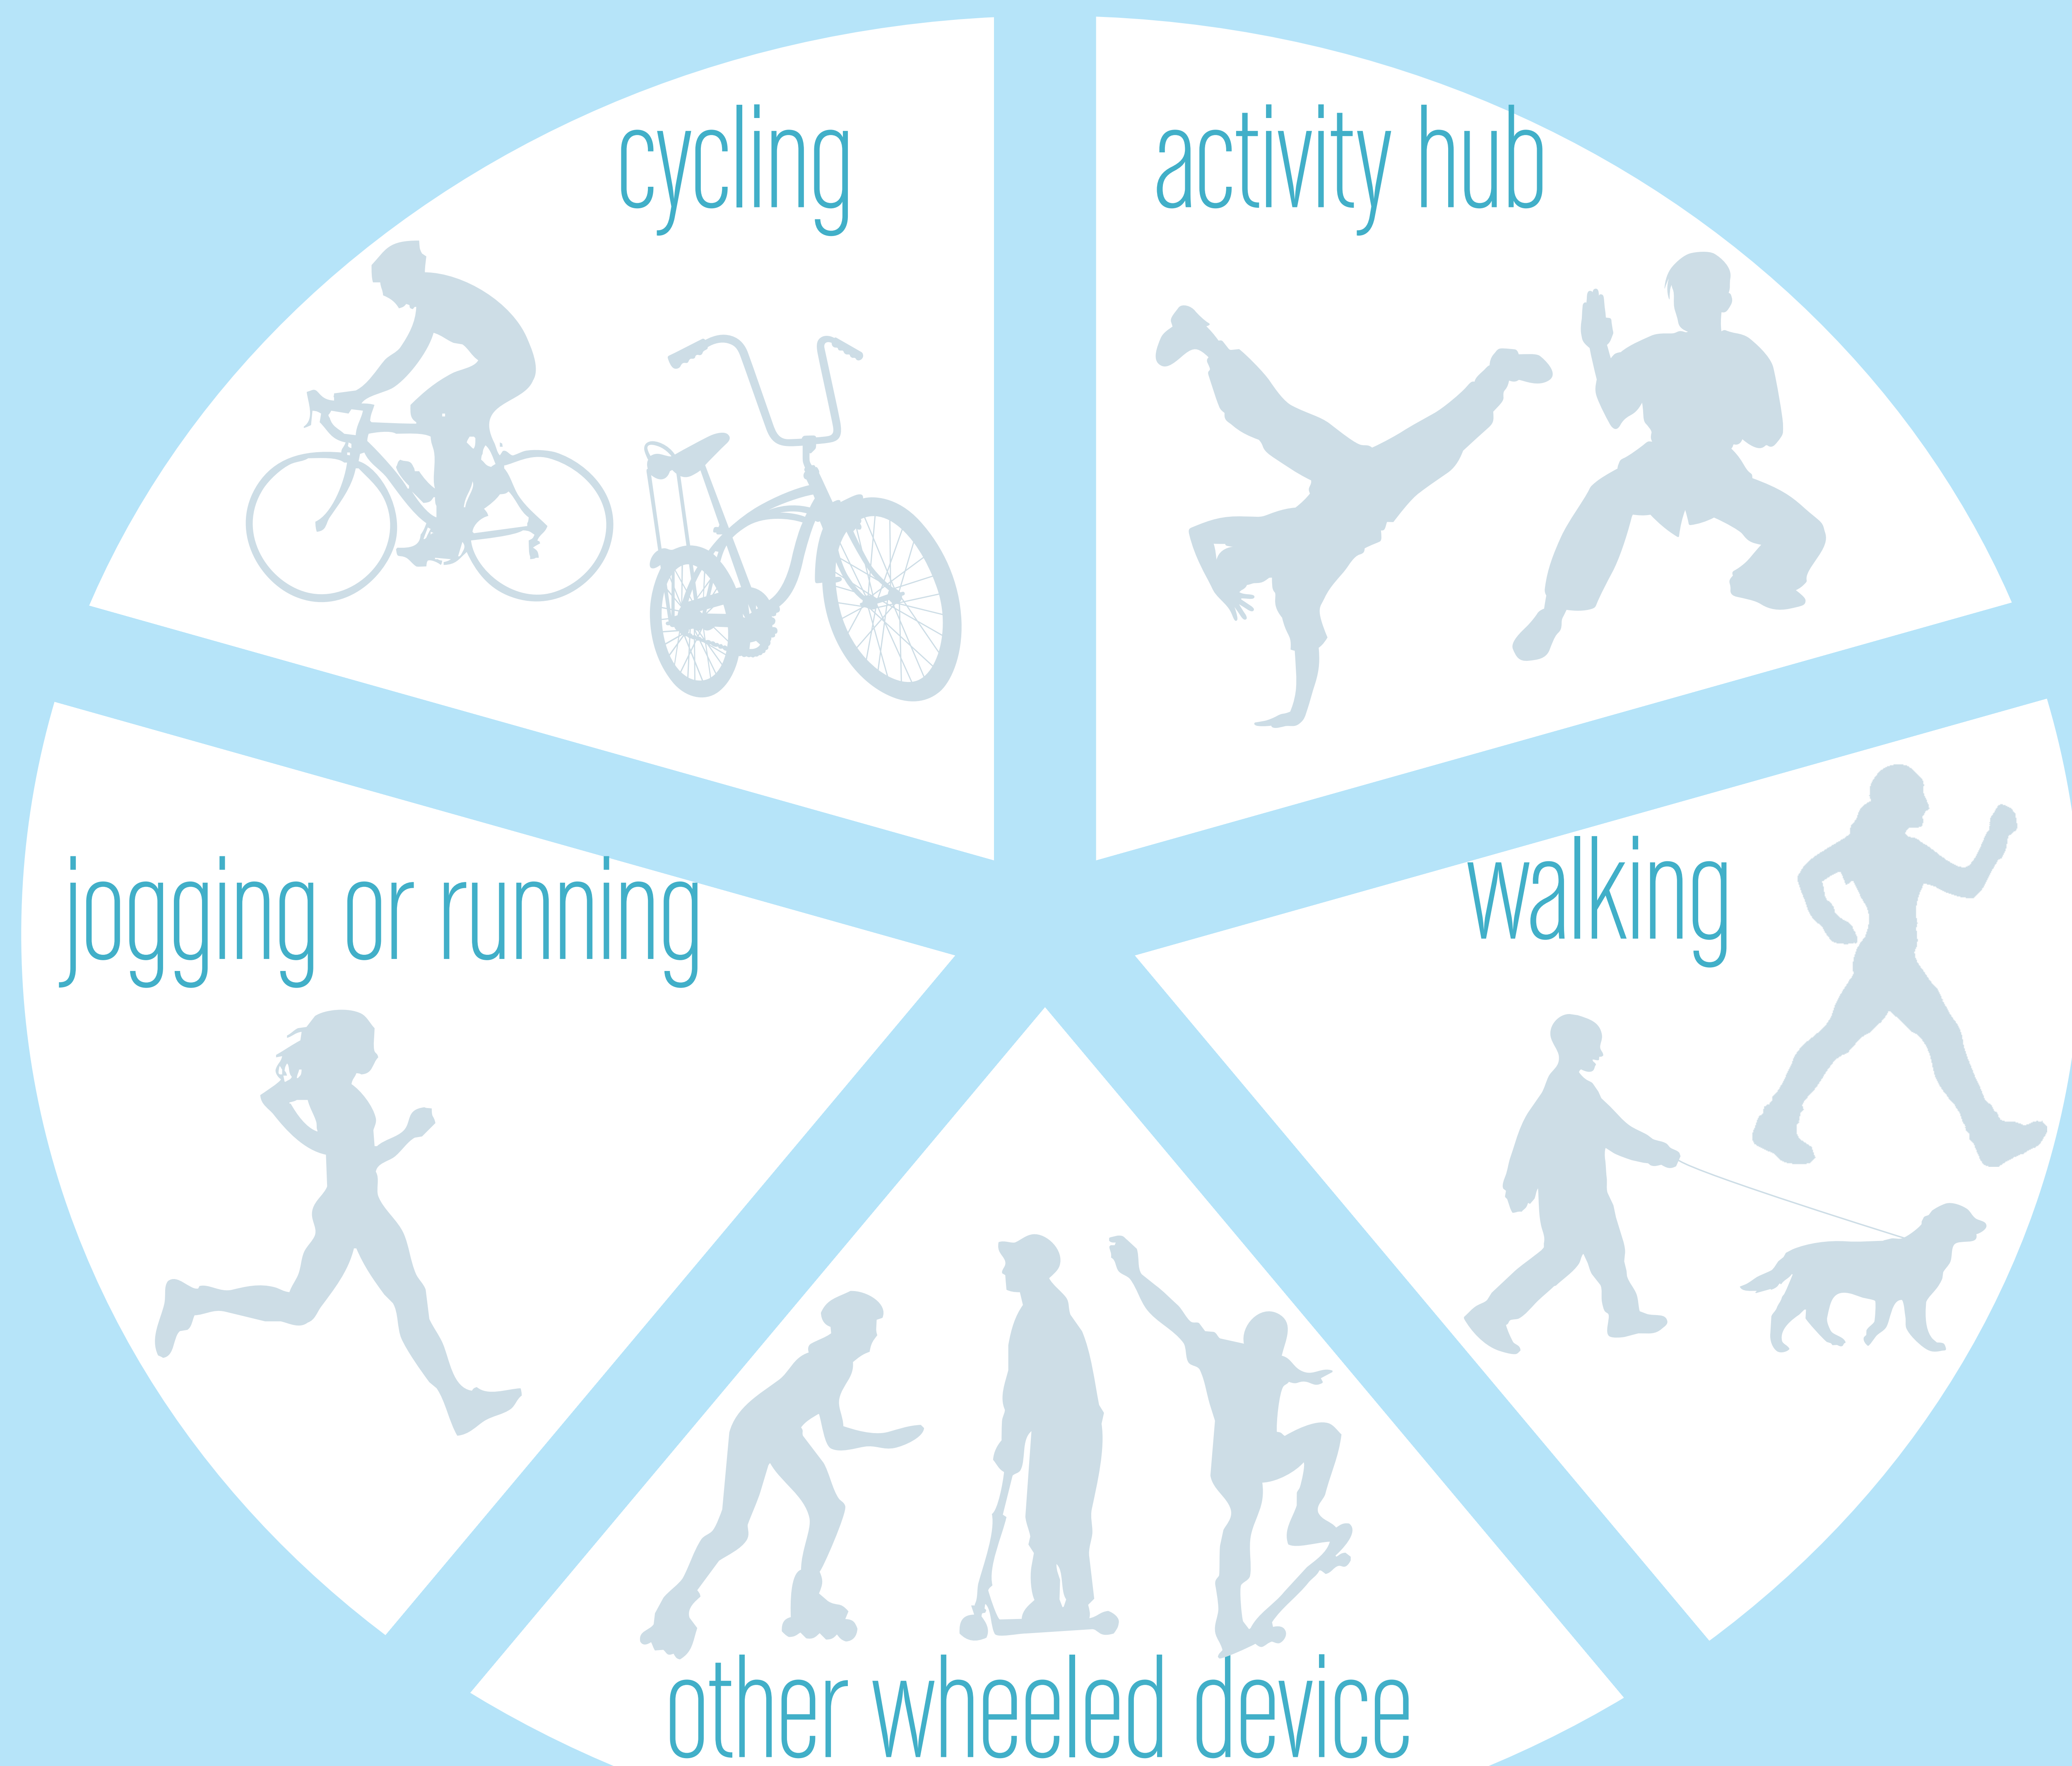 cycling
activity hub
jogging or running
walking
other wheeled device